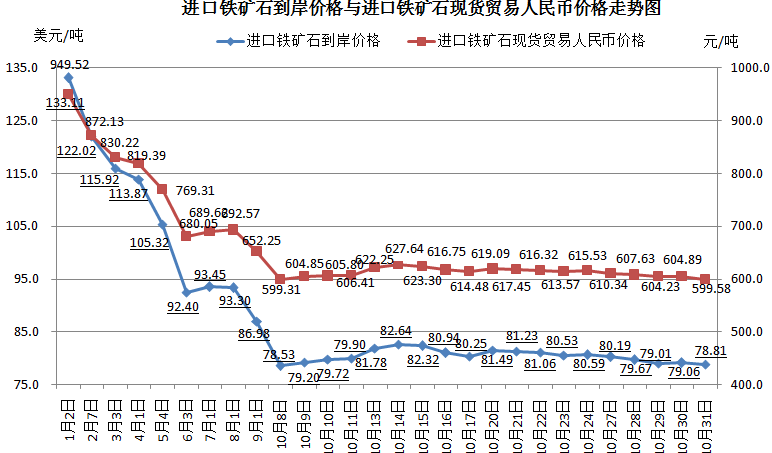 进口铁矿石到岸价格与进口铁矿石现货贸易人民币价格走势图
美元/吨
进口铁矿石到岸价格
进口铁矿石现货贸易人民币价格
元/吨
135.0
125.0
115.0
105.0
95.0
85.0
75.0
1000.0
900.0
800.0
700.0
600.0
500.0
400.0
949.52
872.13
830.22
819.39
769.31
680.05
689.62
692.57
652.25
599.31
604.85
605.80
606.41
622.25
627.64
623.30
616.75
614.48
619.09
617.45
616.32
613.57
615.53
610.34
607.63
604.23
604.89
599.58
133.11
122.02
115.92
113.87
105.32
92.40
93.45
93.30
86.98
78.53
79.20
79.72
79.90
81.78
82.64
82.32
80.94
80.25
81.49
81.23
81.06
80.53
80.59
80.19
79.67
79.01
79.06
78.81
1月2日
2月7日
3月3日
4月1日
5月4日
6月3日
7月1日
8月1日
9月1日
10月8日
10月9日
10月10日
10月11日
10月13日
10月14日
10月15日
10月16日
10月17日
10月20日
10月21日
10月22日
10月23日
10月24日
10月27日
10月28日
10月29日
10月30日
10月31日